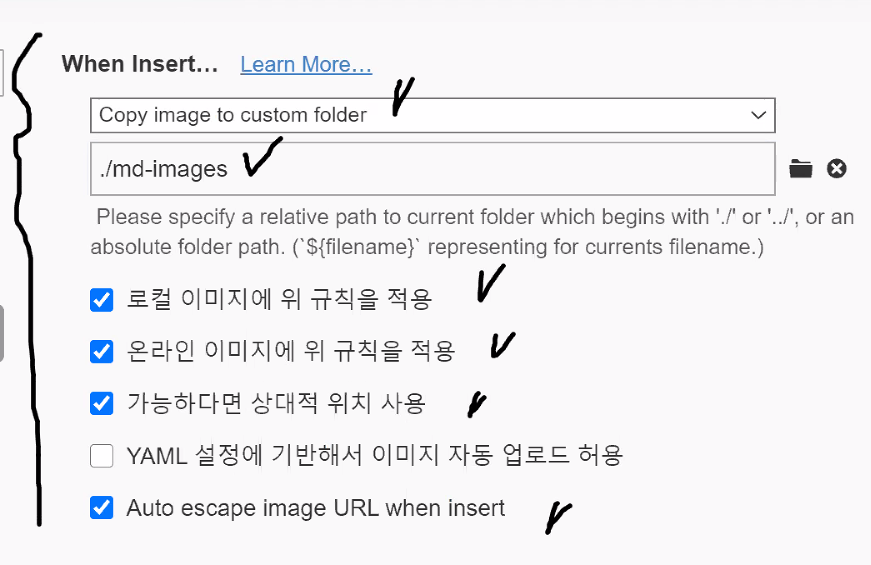 When Insert... Learn More...
Copy image to custom folder
./md-images
Please specify a relative path to current folder which begins with './' or '../', or an
absolute folder path. (`${filename}` representing for currents filename.)
로컬 이미지에 위 규칙을 적용
온라인 이미지에 위 규칙을 적용
가능하다면 상대적 위치 사용
YAML 설정에 기반해서 이미지 자동 업로드 허용
Auto escape image URL when insert